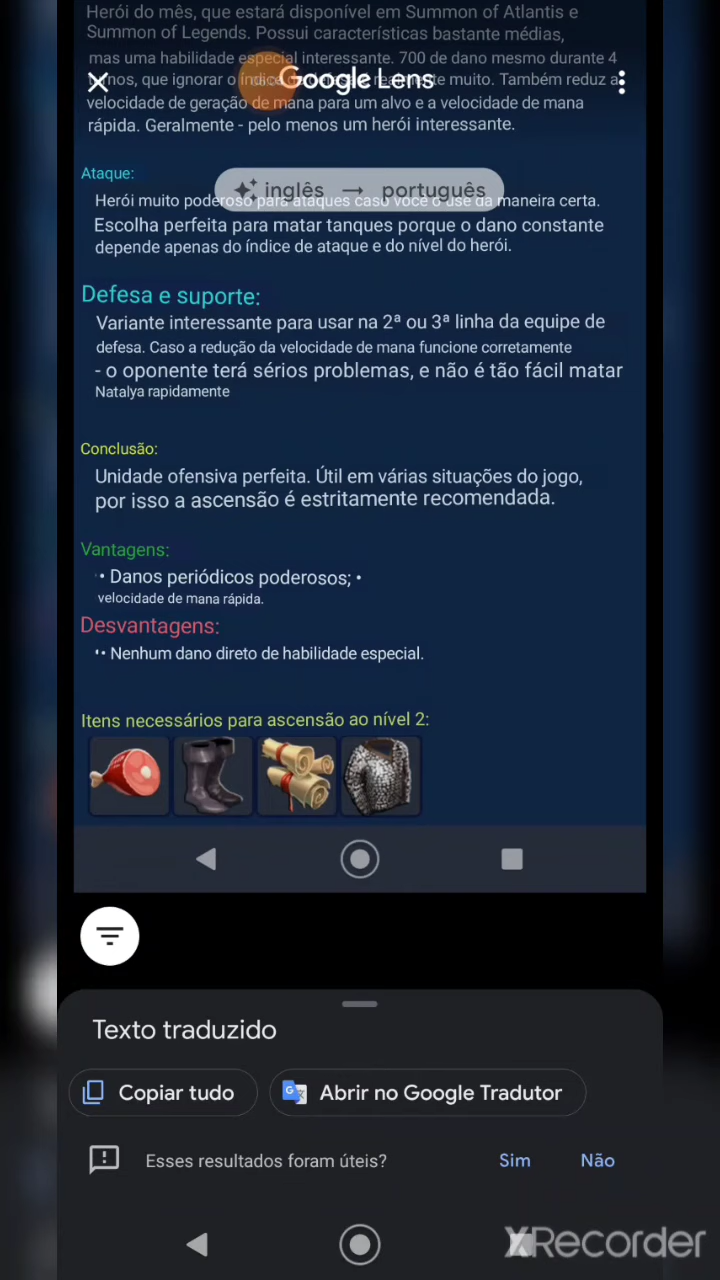 Herói do mês, que estará disponível em Summon of Atlantis e
Summon of Legends. Possui características bastante médias,
mas uma habilidade especial interessante. 700 de dano mesmo durante 4
que ignorar o
muito. Também reduz a
Google Lens
velocidade de geração de mana para um alvo e a velocidade de mana
rápida. Geralmente - pelo menos um herói interessante.
Ataque:
inglês → português
Herói muito poderoso para ataques caso você o use da maneira certa.
Escolha perfeita para matar tanques porque o dano constante
depende apenas do índice de ataque e do nível do herói.
Defesa e suporte:
Variante interessante para usar na 2ª ou 3ª linha da equipe de
defesa. Caso a redução da velocidade de mana funcione corretamente
- o oponente terá sérios problemas, e não é tão fácil matar
Natalya rapidamente
Conclusão:
Unidade ofensiva perfeita. Útil em várias situações do jogo,
por isso a ascensão é estritamente recomendada.
Vantagens:
• Danos periódicos poderosos; •
velocidade de mana rápida.
Desvantagens:
•• Nenhum dano direto de habilidade especial.
Itens necessários para ascensão ao nível 2:
Texto traduzido
Copiar tudo
Abrir no Google Tradutor
Esses resultados foram úteis?
Sim
Não
XRecorder